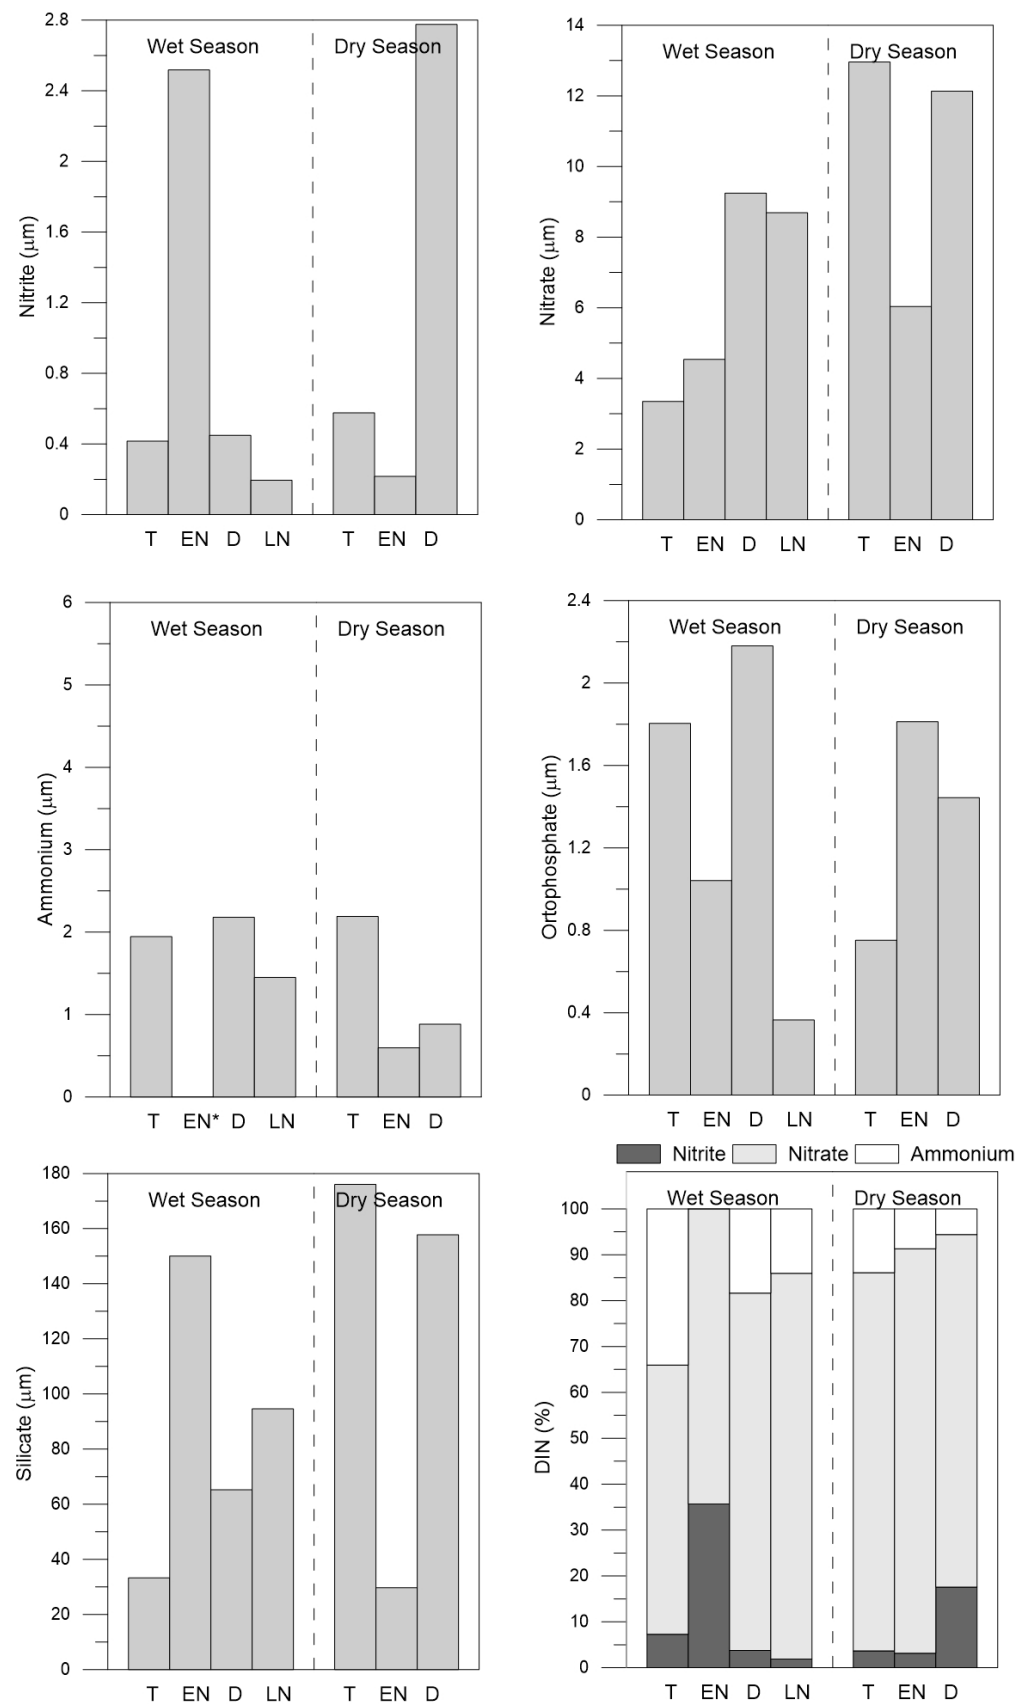 Nitrite (μm)
2.8
2.4
2
1.6
1.2
0.8
0.4
0
Wet Season
Dry Season
T EN D LN T EN D
Nitrate (μm)
14
12
10
8
6
4
2
0
Wet Season
Dry Season
T EN D LN T EN D
Ammonium (μm)
6
5
4
3
2
1
0
Wet Season
Dry Season
T EN* D LN T EN D
Ortophosphate (μm)
2.4
2
1.6
1.2
0.8
0.4
0
Wet Season
Dry Season
T EN D LN T EN D
Silicate (μm)
180
160
140
120
100
80
60
40
20
0
Wet Season
Dry Season
T EN D LN T EN D
Nitrite Nitrate Ammonium
DIN (%)
100
90
80
70
60
50
40
30
20
10
0
Wet Season
Dry Season
T EN D LN T EN D